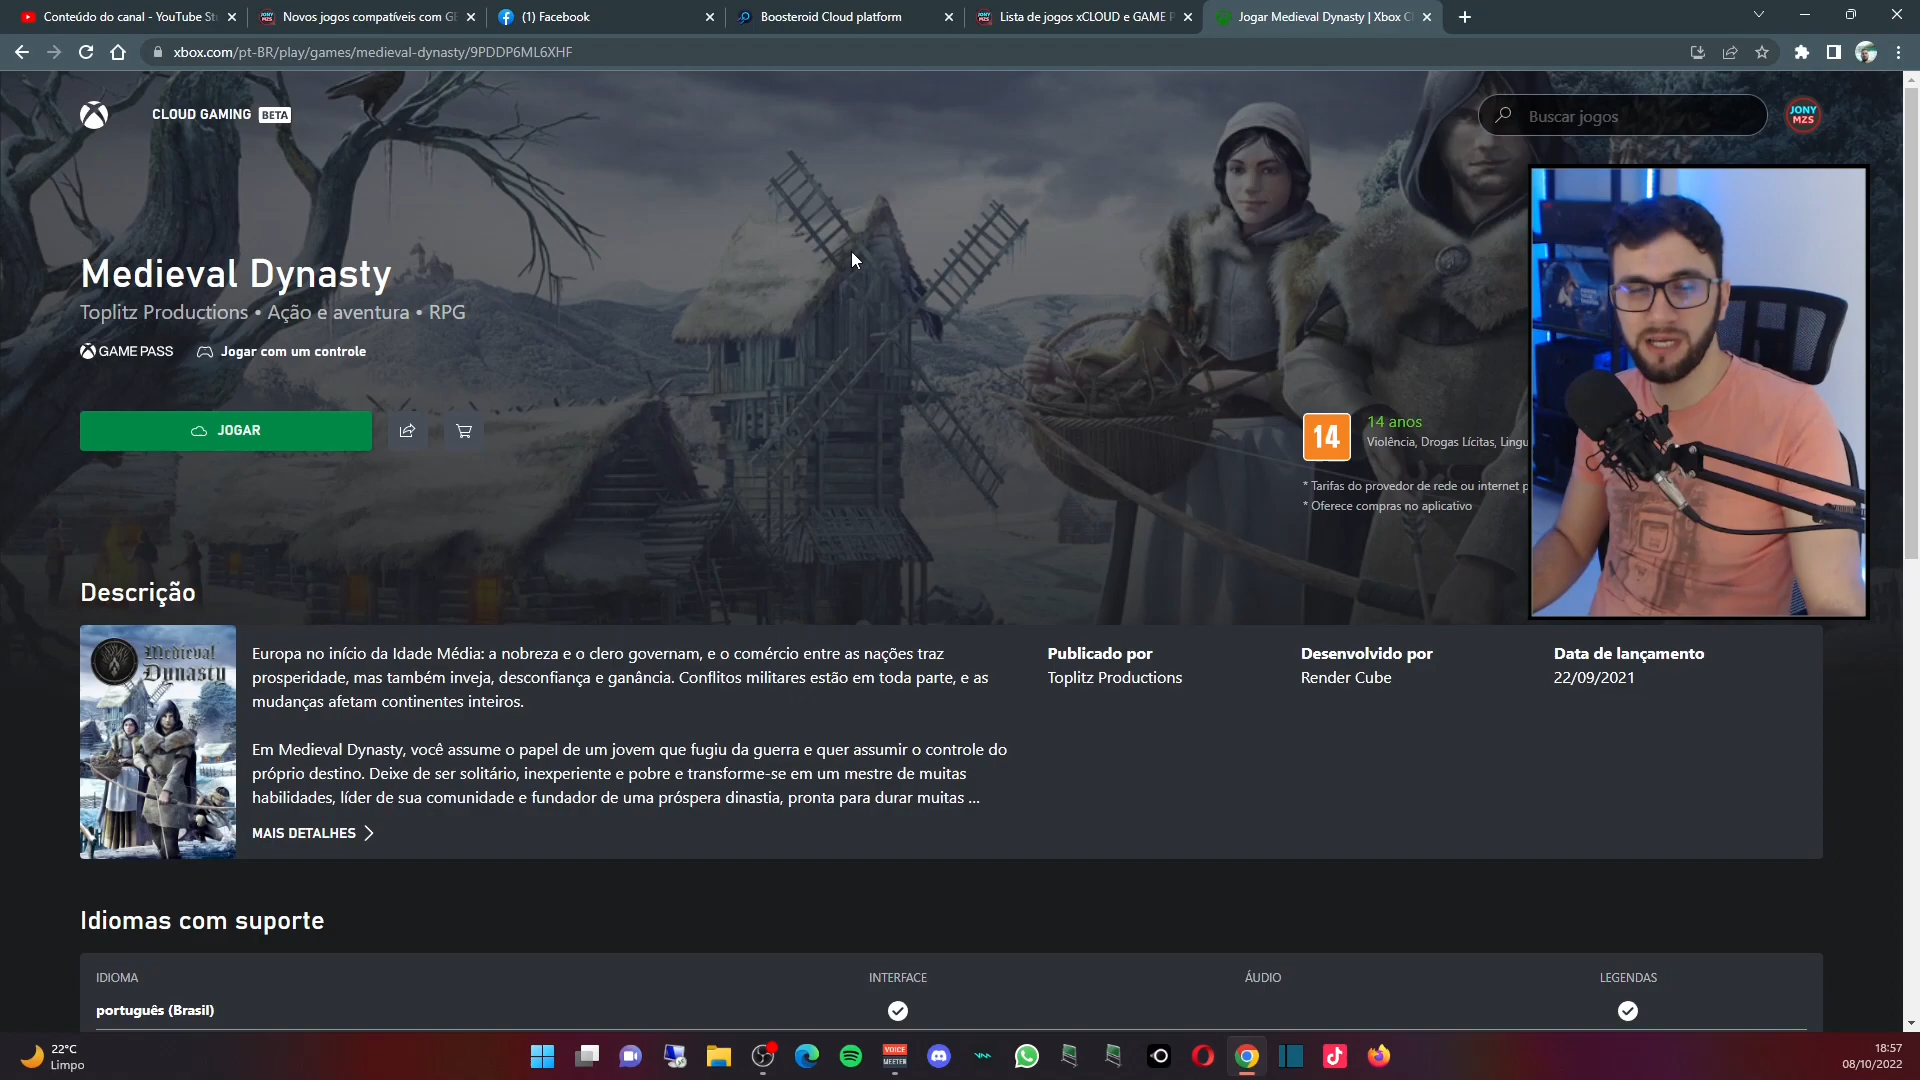 Conteúdo do canal - YouTube St
Novos jogos compatíveis com GE
(1) Facebook
Boosteroid Cloud platform
Lista de jogos xCLOUD e GAME P
Jogar Medieval Dynasty | Xbox Cl
xbox.com/pt-BR/play/games/medieval-dynasty/9PDDP6ML6XHF
CLOUD GAMING BETA
Buscar jogos
JONY
MZS
Medieval Dynasty
Toplitz Productions • Ação e aventura • RPG
GAME PASS Jogar com um controle
JOGAR
14
14 anos
Violência, Drogas Lícitas, Lingu
* Tarifas do provedor de rede ou internet p
* Oferece compras no aplicativo
Descrição
Medieval
Dynasty
Europa no início da Idade Média: a nobreza e o clero governam, e o comércio entre as nações traz
prosperidade, mas também inveja, desconfiança e ganância. Conflitos militares estão em toda parte, e as
mudanças afetam continentes inteiros.
Em Medieval Dynasty, você assume o papel de um jovem que fugiu da guerra e quer assumir o controle do
próprio destino. Deixe de ser solitário, inexperiente e pobre e transforme-se em um mestre de muitas
habilidades, líder de sua comunidade e fundador de uma próspera dinastia, pronta para durar muitas ...
MAIS DETALHES
Publicado por
Toplitz Productions
Desenvolvido por
Render Cube
Data de lançamento
22/09/2021
Idiomas com suporte
IDIOMA INTERFACE ÁUDIO LEGENDAS
português (Brasil)
22°C
Limpo
VOICE
MEETER
18:57
08/10/2022